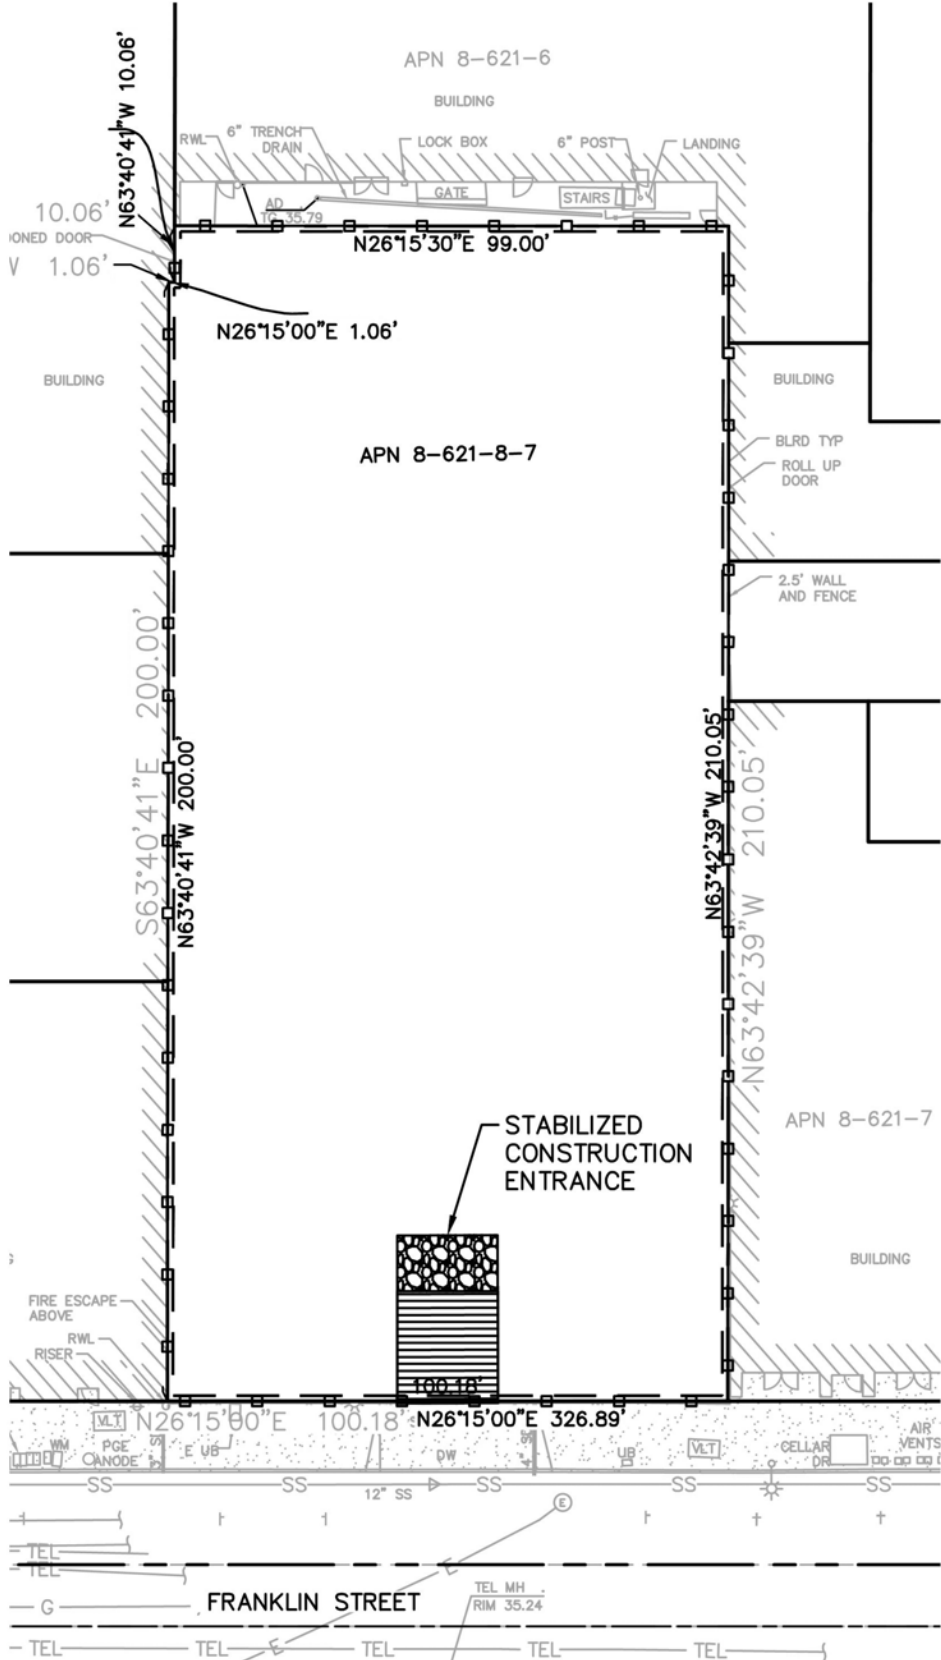 APN 8-621-6
BUILDING
N63°40'41"W 10.06'
RWL
6" TRENCH
DRAIN
LOCK BOX
6" POST
LANDING
GATE
STAIRS
AD
TG 35.79
10.06'
ONED DOOR
1.06'
N26°15'30"E 99.00'
N26°15'00"E 1.06'
BUILDING
BUILDING
APN 8-621-8-7
BLRD TYP
ROLL UP
DOOR
2.5' WALL
AND FENCE
S63°40'41"E 200.00'
N63°40'41"W 200.00'
N63°42'39"W 210.05'
N63°42'39"W 210.05'
STABILIZED
CONSTRUCTION
ENTRANCE
APN 8-621-7
BUILDING
FIRE ESCAPE
ABOVE
RWL
RISER
100.18'
N26°15'00"E 100.18'
N26°15'00"E 326.89'
VLT
WM
PGE
ANODE
E UB
DW
UB
VLT
CELLAR
DR
AIR
VENTS
SS
SS
12" SS
SS
SS
SS
E
TEL
TEL
E
G
FRANKLIN STREET
TEL MH
RIM 35.24
TEL
TEL
E
TEL
TEL
TEL